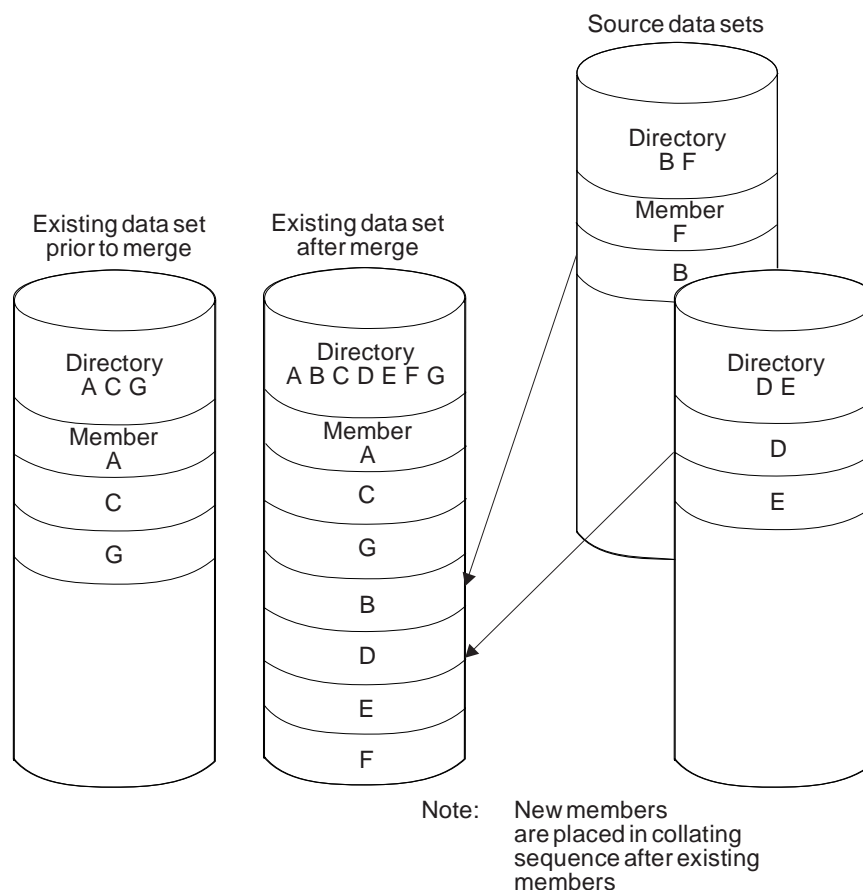 Source data sets
Directory
B F
Member
F
B
Existing data set
prior to merge
Directory
A C G
Member
A
C
G
Existing data set
after merge
Directory
A B C D E F G
Member
A
C
G
B
D
E
F
Directory
D E
D
E
Note: New members
are placed in collating
sequence after existing
members